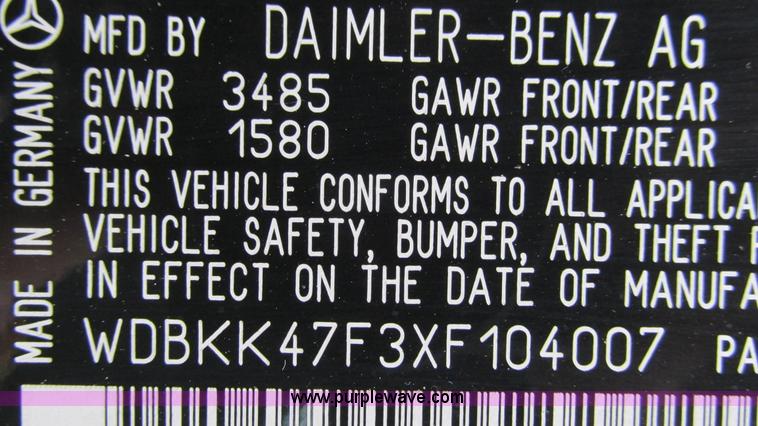 MFD BY DAIMLER-BENZ AG
GVWR 3485 GAWR FRONT/REAR
GVWR 1580 GAWR FRONT/REAR
THIS VEHICLE CONFORMS TO ALL APPLICA
VEHICLE SAFETY, BUMPER, AND THEFT P
IN EFFECT ON THE DATE OF MANUFA
WDBKK47F3XF104007 PA
MADE IN GERMANY
www.purplewave.com